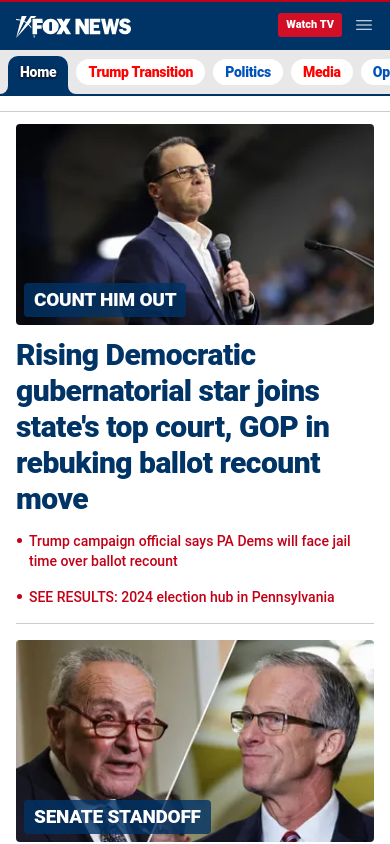 FOX NEWS
Watch TV
Home
Trump Transition
Politics
Media
Op
COUNT HIM OUT
Rising Democratic
gubernatorial star joins
state's top court, GOP in
rebuking ballot recount
move
• Trump campaign official says PA Dems will face jail
time over ballot recount
• SEE RESULTS: 2024 election hub in Pennsylvania
SENATE STANDOFF